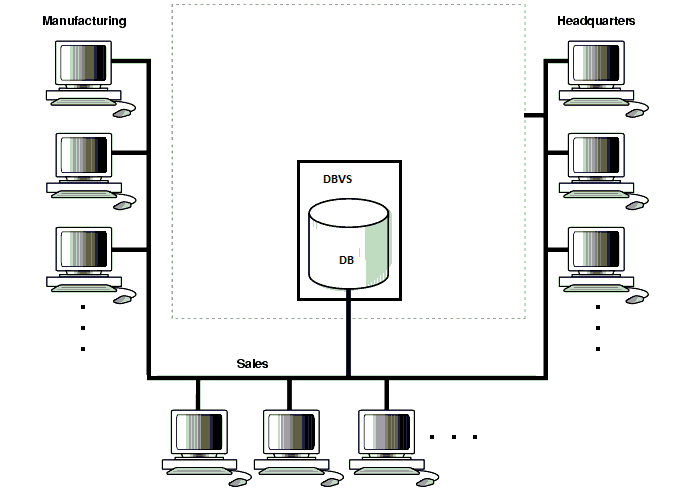 Manufacturing
Headquarters
DBVS
DB
Sales